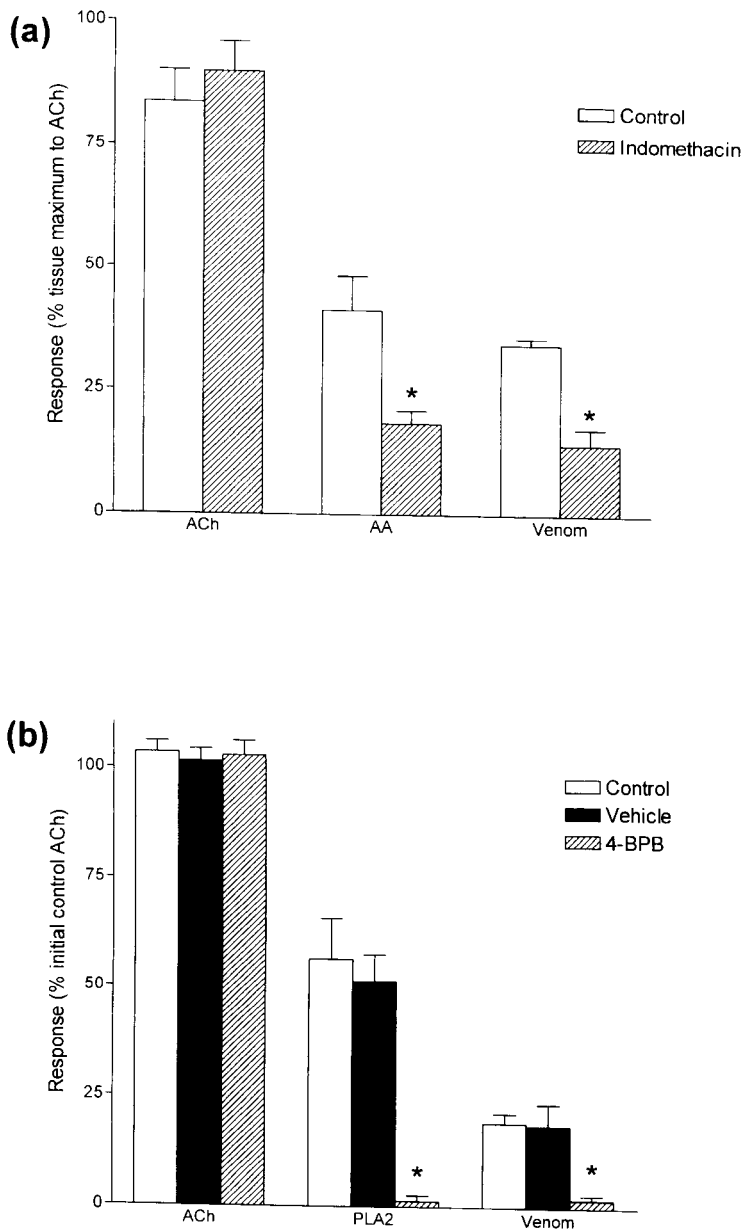 (a)
Response (% tissue maximum to ACh)
100
75
50
25
0
Control
Indomethacin
*
*
ACh
AA
Venom
(b)
Response (% initial control ACh)
100
75
50
25
0
Control
Vehicle
4-BPB
*
*
ACh
PLA2
Venom